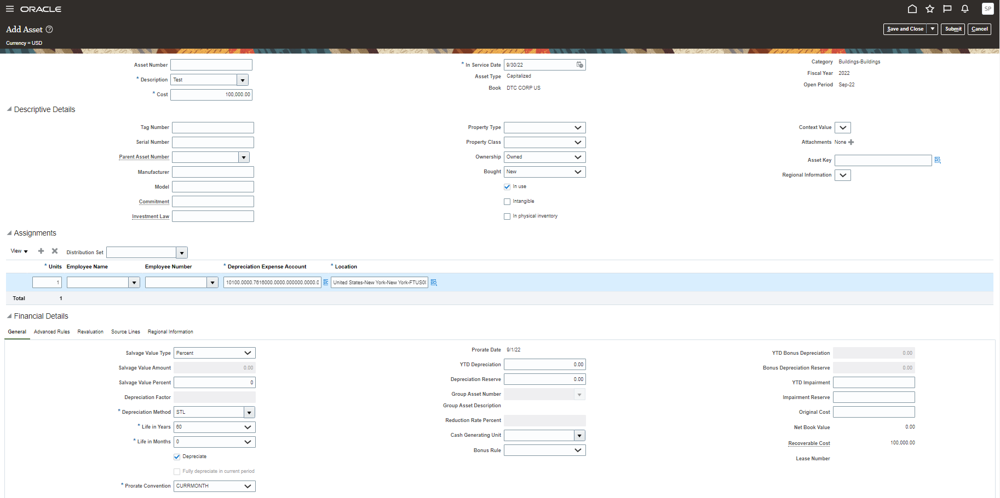 ORACLE
SP
Add Asset
Save and Close Submit Cancel
Currency = USD
Asset Number
* Description Test
* Cost 100,000.00
* In Service Date 9/30/22
Asset Type Capitalized
Book DTC CORP US
Category Buildings-Buildings
Fiscal Year 2022
Open Period Sep-22
Descriptive Details
Tag Number
Serial Number
Parent Asset Number
Manufacturer
Model
Commitment
Investment Law
Property Type
Property Class
Ownership Owned
Bought New
In use
Intangible
In physical inventory
Context Value
Attachments None
Asset Key
Regional Information
Assignments
View Distribution Set
* Units Employee Name Employee Number * Depreciation Expense Account * Location
1 10100.0000.7616000.0000.000000.0000.0 United States-New York-New York-FTUS00
Total 1
Financial Details
General Advanced Rules Revaluation Source Lines Regional Information
Salvage Value Type Percent
Salvage Value Amount 0.00
Salvage Value Percent 0
Depreciation Factor
* Depreciation Method STL
* Life in Years 60
* Life in Months 0
Depreciate
Fully depreciate in current period
* Prorate Convention CURRMONTH
Prorate Date 9/1/22
YTD Depreciation 0.00
Depreciation Reserve 0.00
Group Asset Number
Group Asset Description
Reduction Rate Percent
Cash Generating Unit
Bonus Rule
YTD Bonus Depreciation 0.00
Bonus Depreciation Reserve 0.00
YTD Impairment
Impairment Reserve
Original Cost
Net Book Value 0.00
Recoverable Cost 100,000.00
Lease Number